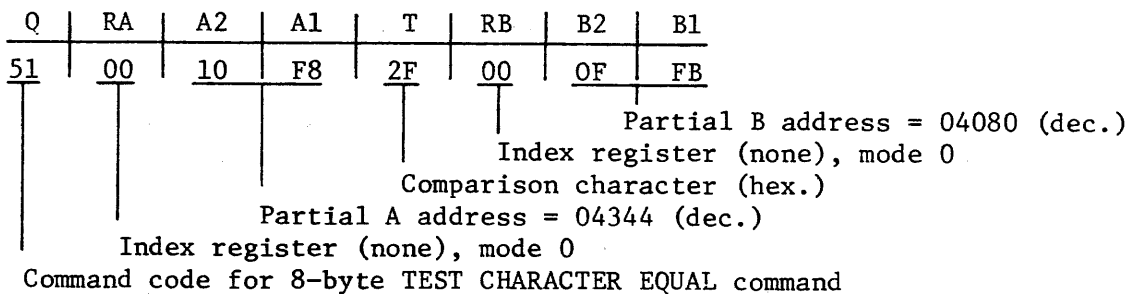 Q RA A2 A1 T RB B2 B1
51 00 10 F8 2F 00 0F FB
Partial B address = 04080 (dec.)
Index register (none), mode 0
Comparison character (hex.)
Partial A address = 04344 (dec.)
Index register (none), mode 0
Command code for 8-byte TEST CHARACTER EQUAL command